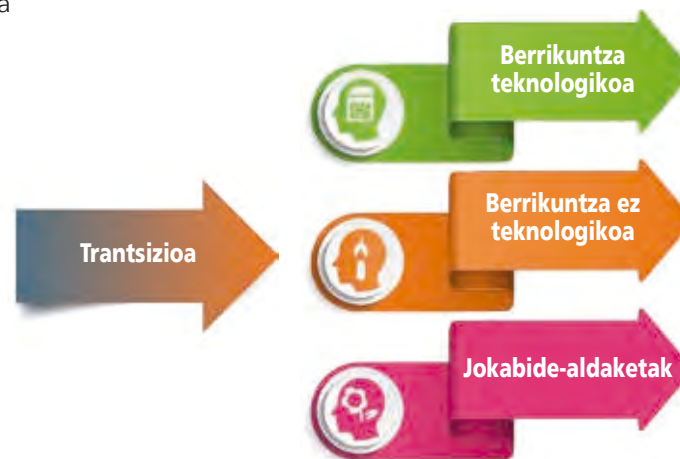 a
Berrikuntza
teknologikoa
Trantsizioa
Berrikuntza ez
teknologikoa
Jokabide-aldaketak